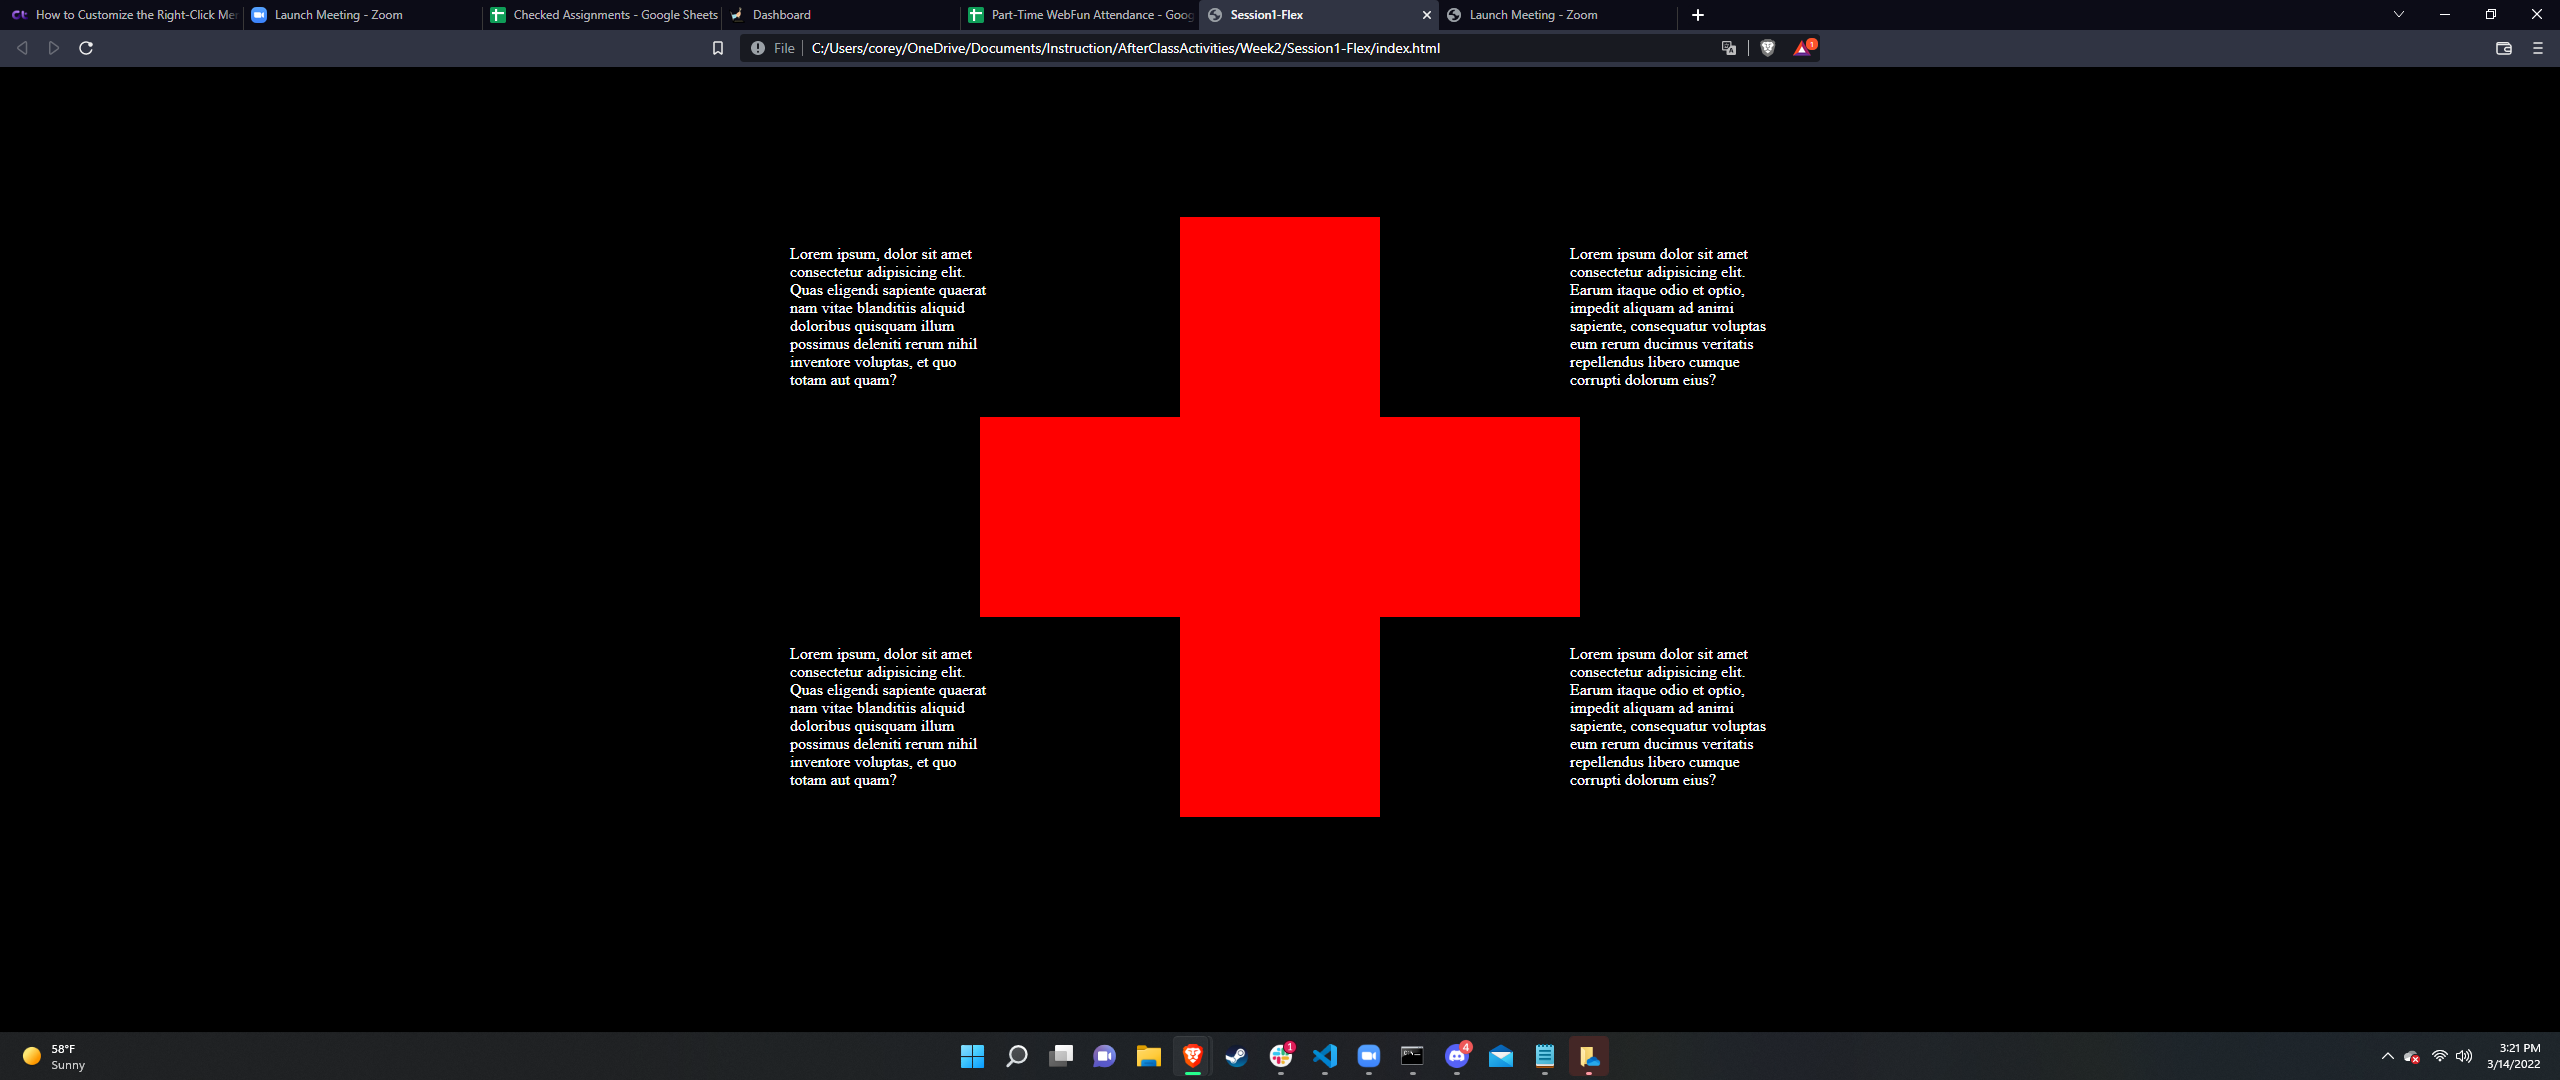 How to Customize the Right-Click Me
Launch Meeting - Zoom
Checked Assignments - Google Sheets
Dashboard
Part-Time WebFun Attendance - Goog
Session1-Flex
Launch Meeting - Zoom
File
C:/Users/corey/OneDrive/Documents/Instruction/AfterClassActivities/Week2/Session1-Flex/index.html
1
Lorem ipsum, dolor sit amet
consectetur adipisicing elit.
Quas eligendi sapiente quaerat
nam vitae blanditiis aliquid
doloribus quisquam illum
possimus deleniti rerum nihil
inventore voluptas, et quo
totam aut quam?
Lorem ipsum dolor sit amet
consectetur adipisicing elit.
Earum itaque odio et optio,
impedit aliquam ad animi
sapiente, consequatur voluptas
eum rerum ducimus veritatis
repellendus libero cumque
corrupti dolorum eius?
Lorem ipsum, dolor sit amet
consectetur adipisicing elit.
Quas eligendi sapiente quaerat
nam vitae blanditiis aliquid
doloribus quisquam illum
possimus deleniti rerum nihil
inventore voluptas, et quo
totam aut quam?
Lorem ipsum dolor sit amet
consectetur adipisicing elit.
Earum itaque odio et optio,
impedit aliquam ad animi
sapiente, consequatur voluptas
eum rerum ducimus veritatis
repellendus libero cumque
corrupti dolorum eius?
58°F
Sunny
1
4
3:21 PM
3/14/2022